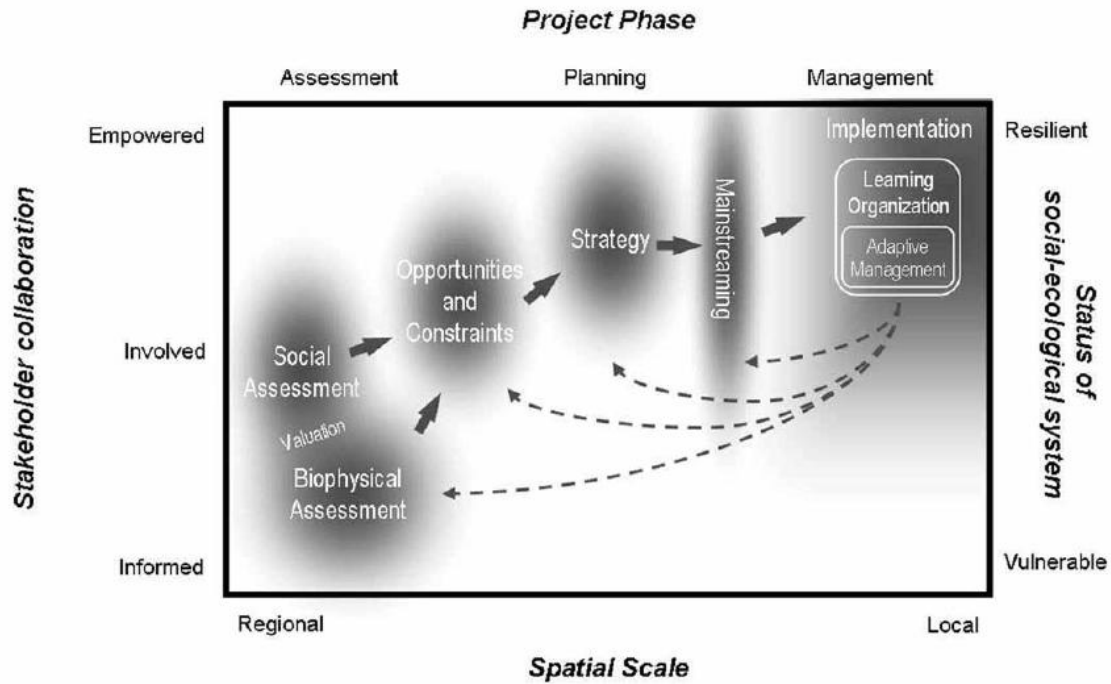 Project Phase
Assessment
Planning
Management
Empowered
Involved
Informed
Stakeholder collaboration
Implementation
Learning
Organization
Adaptive
Management
Mainstreaming
Strategy
Opportunities
and
Constraints
Social
Assessment
Valuation
Biophysical
Assessment
Resilient
Vulnerable
Status of
social-ecological system
Regional
Local
Spatial Scale